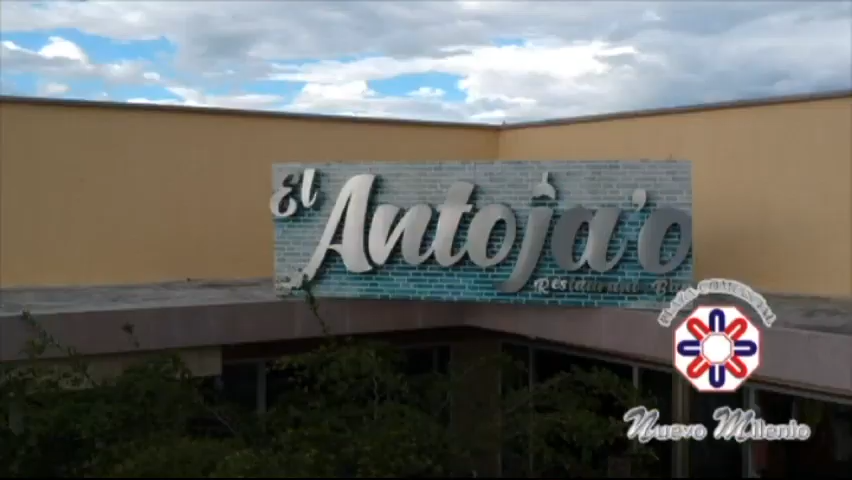 El Antoja'o
Restaurant Bar
PLAZA COMERCIAL
Nuevo Milenio